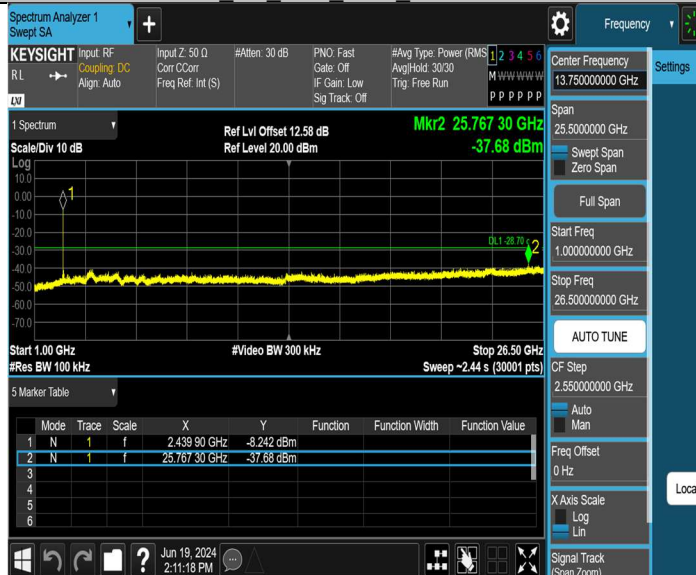 Spectrum Analyzer 1
Swept SA
+
Frequency
KEYSIGHT
RL
LXI
Input: RF
Coupling: DC
Align: Auto
Input Z: 50 Ω
Corr CCorr
Freq Ref: Int (S)
#Atten: 30 dB
PNO: Fast
Gate: Off
IF Gain: Low
Sig Track: Off
#Avg Type: Power (RMS
Avg|Hold: 30/30
Trig: Free Run
1 2 3 4 5 6
M W W W W W
P P P P P P
Center Frequency
13.750000000 GHz
Settings
Span
25.5000000 GHz
Swept Span
Zero Span
Full Span
Start Freq
1.000000000 GHz
Stop Freq
26.500000000 GHz
AUTO TUNE
CF Step
2.550000000 GHz
Auto
Man
Freq Offset
0 Hz
X Axis Scale
Log
Lin
Signal Track
(Span Zoom)
Loca
1 Spectrum
Scale/Div 10 dB
Ref Lvl Offset 12.58 dB
Ref Level 20.00 dBm
Mkr2 25.767 30 GHz
-37.68 dBm
Log
10.0
0.00
-10.0
-20.0
-30.0
-40.0
-50.0
-60.0
-70.0
1
DL1 -28.70
2
Start 1.00 GHz
#Res BW 100 kHz
#Video BW 300 kHz
Stop 26.50 GHz
Sweep ~2.44 s (30001 pts)
5 Marker Table
Mode Trace Scale X Y Function Function Width Function Value
1 N 1 f 2.439 90 GHz -8.242 dBm
2 N 1 f 25.767 30 GHz -37.68 dBm
3
4
5
6
?
Jun 19, 2024
2:11:18 PM